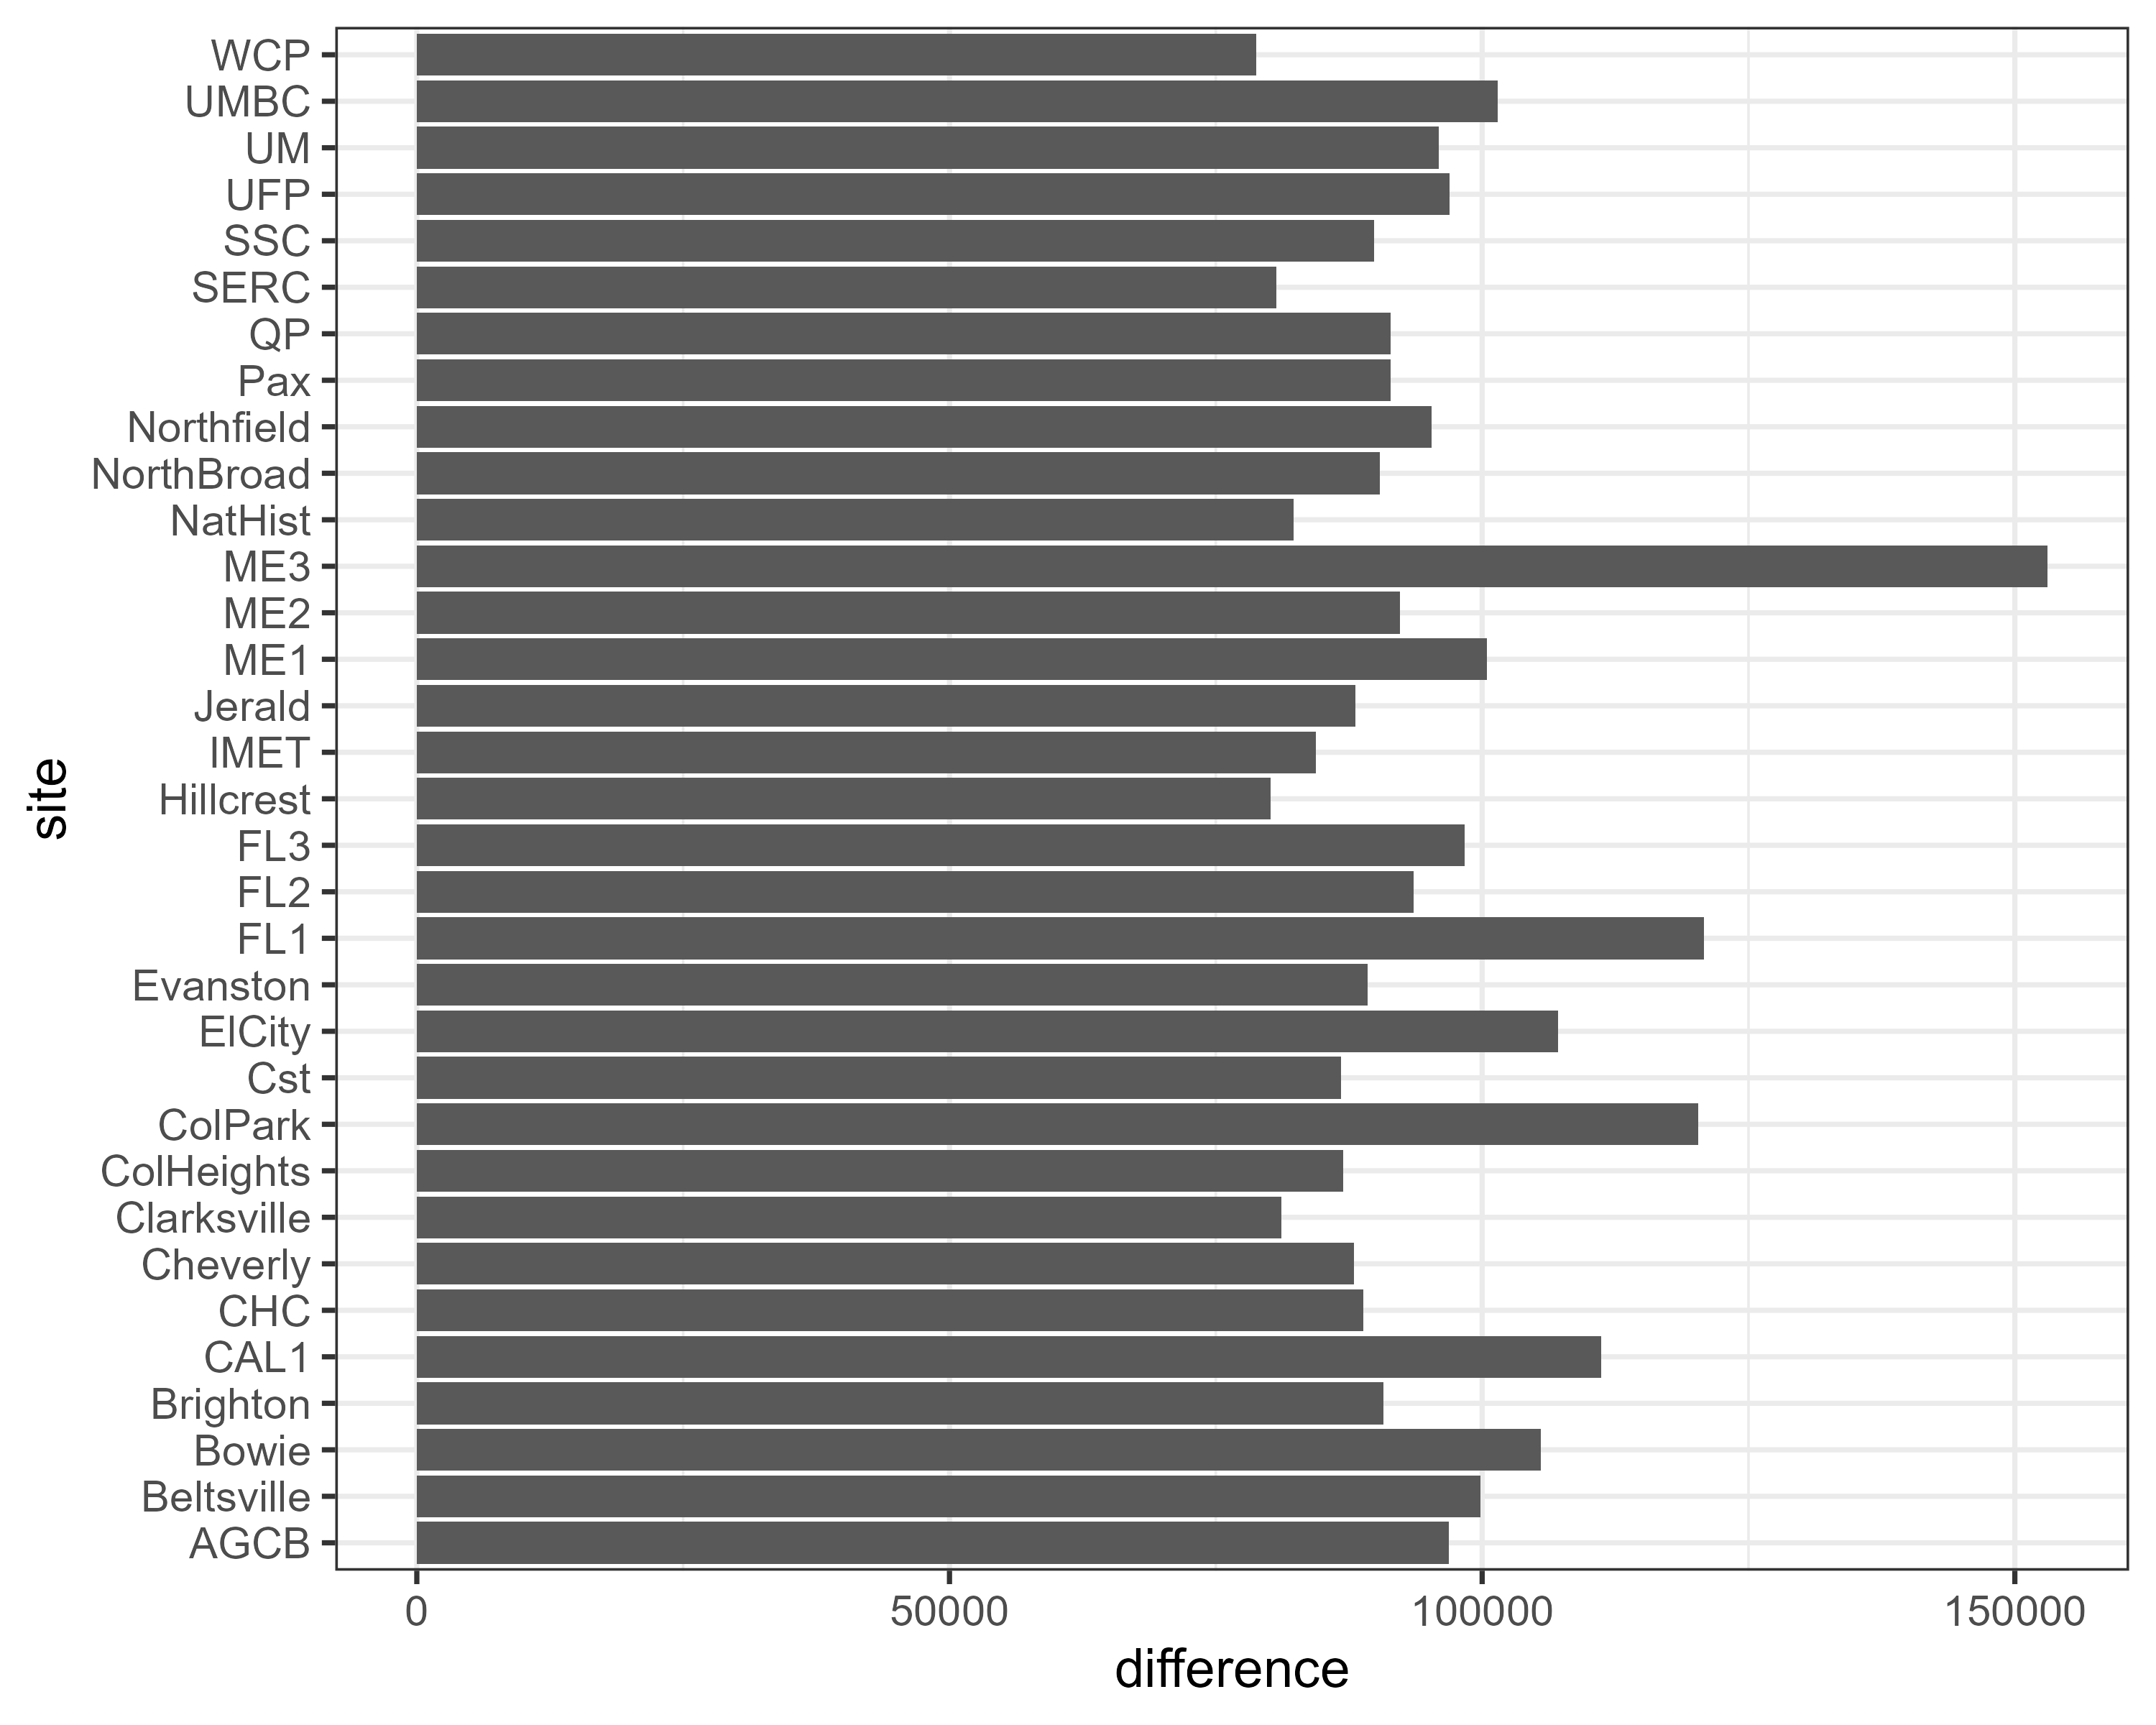 WCP
UMBC
UM
UFP
SSC
SERC
QP
Pax
Northfield
NorthBroad
NatHist
ME3
ME2
ME1
Jerald
IMET
Hillcrest
FL3
FL2
FL1
Evanston
ElCity
Cst
ColPark
ColHeights
Clarksville
Cheverly
CHC
CAL1
Brighton
Bowie
Beltsville
AGCB
site
0 50000 100000 150000
difference